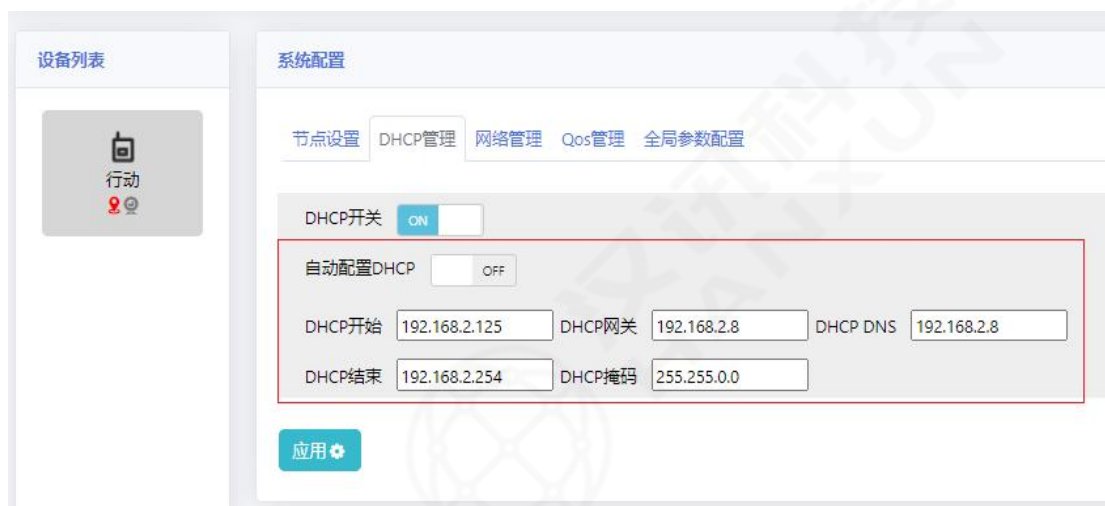 设备列表
系统配置
行动
节点设置 DHCP管理 网络管理 Qos管理 全局参数配置
DHCP开关 ON
自动配置DHCP OFF
DHCP开始 192.168.2.125 DHCP网关 192.168.2.8 DHCP DNS 192.168.2.8
DHCP结束 192.168.2.254 DHCP掩码 255.255.0.0
应用
汉讯科技
HANXUN